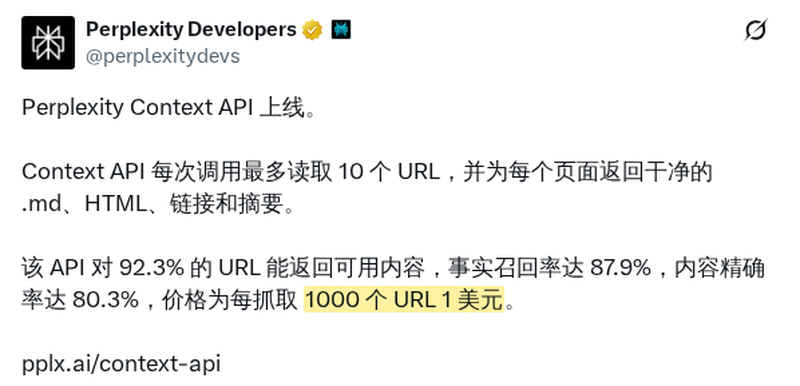 Perplexity Developers
@perplexitydevs
Perplexity Context API 上线。
Context API 每次调用最多读取 10 个 URL，并为每个页面返回干净的
.md、HTML、链接和摘要。
该 API 对 92.3% 的 URL 能返回可用内容，事实召回率达 87.9%，内容精确
率达 80.3%，价格为每抓取 1000 个 URL 1 美元。
pplx.ai/context-api